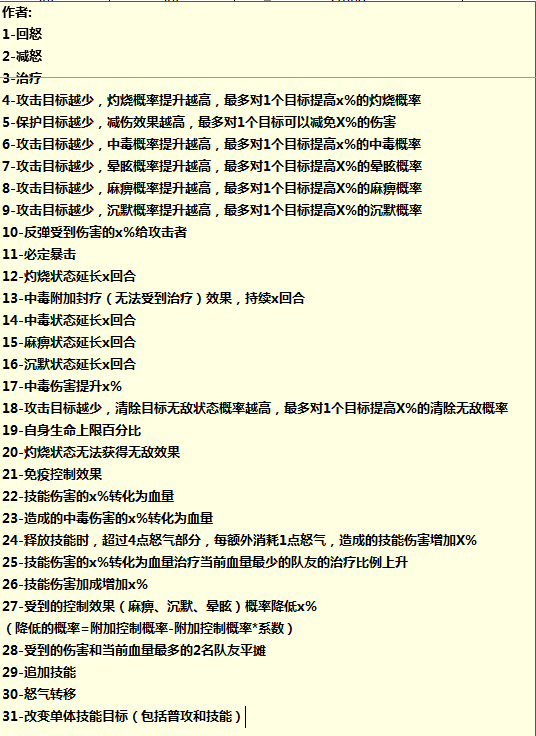 作者:
1-回怒
2-减怒
3-治疗
4-攻击目标越少，灼烧概率提升越高，最多对1个目标提高x%的灼烧概率
5-保护目标越少，减伤效果越高，最多对1个目标可以减免X%的伤害
6-攻击目标越少，中毒概率提升越高，最多对1个目标提高x%的中毒概率
7-攻击目标越少，晕眩概率提升越高，最多对1个目标提高X%的晕眩概率
8-攻击目标越少，麻痹概率提升越高，最多对1个目标提高X%的麻痹概率
9-攻击目标越少，沉默概率提升越高，最多对1个目标提高X%的沉默概率
10-反弹受到伤害的x%给攻击者
11-必定暴击
12-灼烧状态延长x回合
13-中毒附加封疗（无法受到治疗）效果，持续x回合
14-中毒状态延长x回合
15-麻痹状态延长x回合
16-沉默状态延长x回合
17-中毒伤害提升x%
18-攻击目标越少，清除目标无敌状态概率越高，最多对1个目标提高X%的清除无敌概率
19-自身生命上限百分比
20-灼烧状态无法获得无敌效果
21-免疫控制效果
22-技能伤害的x%转化为血量
23-造成的中毒伤害的x%转化为血量
24-释放技能时，超过4点怒气部分，每额外消耗1点怒气，造成的技能伤害增加X%
25-技能伤害的x%转化为血量治疗当前血量最少的队友的治疗比例上升
26-技能伤害加成增加x%
27-受到的控制效果（麻痹、沉默、晕眩）概率降低x%
（降低的概率=附加控制概率-附加控制概率*系数）
28-受到的伤害和当前血量最多的2名队友平摊
29-追加技能
30-怒气转移
31-改变单体技能目标（包括普攻和技能）